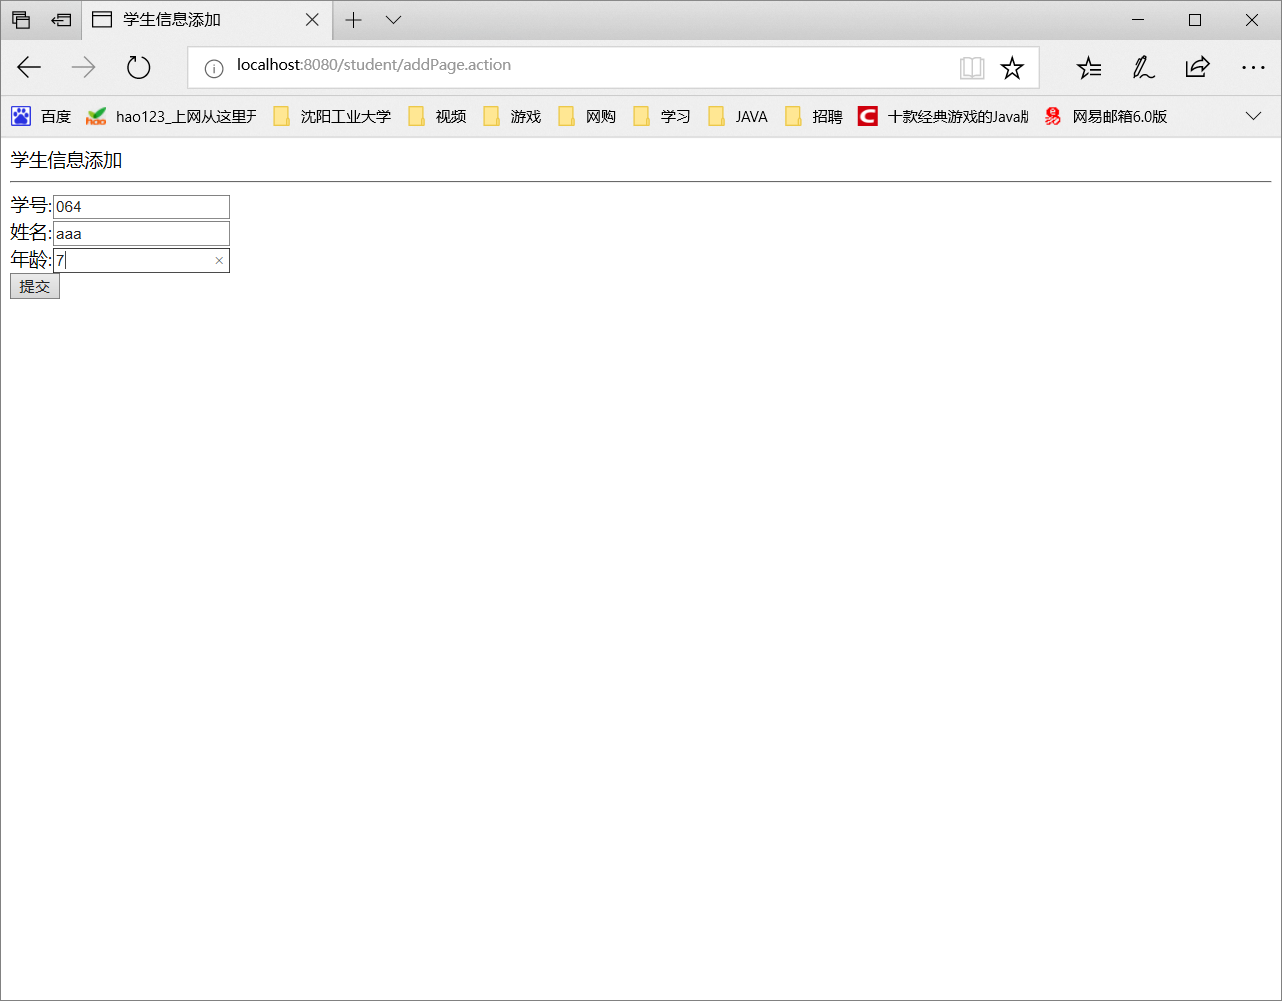 学生信息添加
localhost:8080/student/addPage.action
百度 hao123_上网从这里开 沈阳工业大学 视频 游戏 网购 学习 JAVA 招聘 十款经典游戏的Java版 网易邮箱6.0版
学生信息添加
学号:064
姓名:aaa
年龄:7
提交